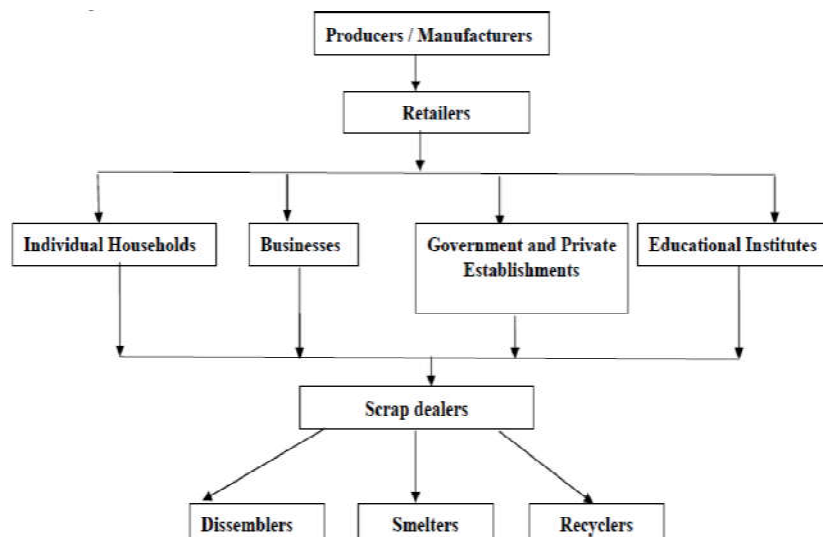 Producers / Manufacturers
Retailers
Individual Households
Businesses
Government and Private
Establishments
Educational Institutes
Scrap dealers
Dissemblers
Smelters
Recyclers